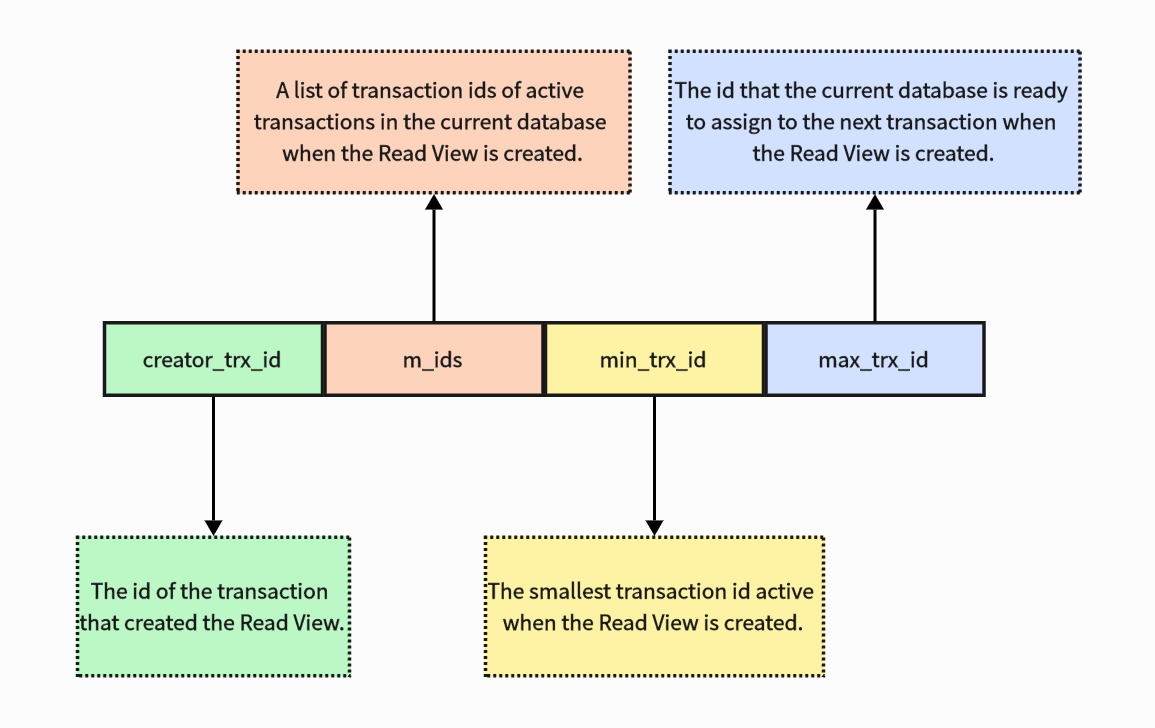 A list of transaction ids of active
transactions in the current database
when the Read View is created.
The id that the current database is ready
to assign to the next transaction when
the Read View is created.
creator_trx_id
m_ids
min_trx_id
max_trx_id
The id of the transaction
that created the Read View.
The smallest transaction id active
when the Read View is created.